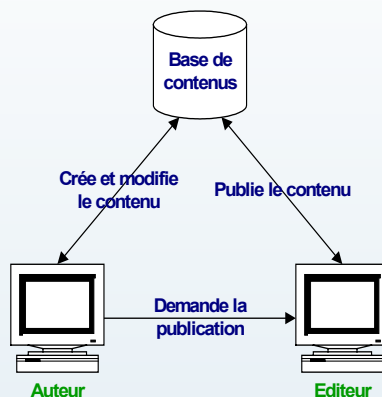 Base de
contenus
Crée et modifie
le contenu
Publie le contenu
Demande la
publication
Auteur
Editeur